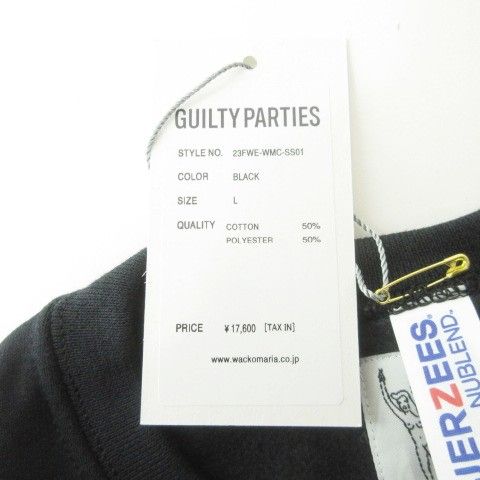 GUILTY PARTIES
STYLE NO. 23FWE-WMC-SS01
COLOR BLACK
SIZE L
QUALITY COTTON 50%
POLYESTER 50%
PRICE ¥17,600 [TAX IN]
www.wackomaria.co.jp
JERZEES®
NUBLEND®